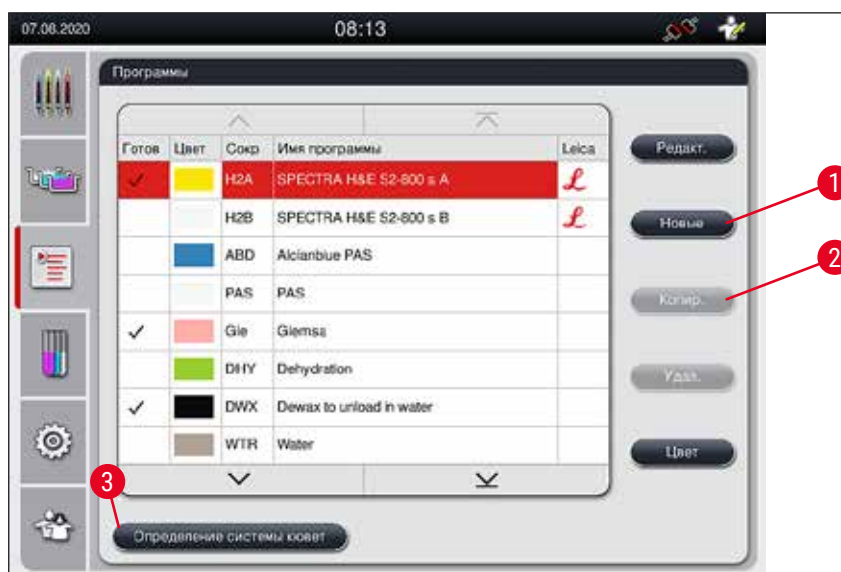 07.06.2020 08:13
Программы
Готов Цвет Сокр Имя программы Leica
H2A SPECTRA H&E S2-600 s A
H2B SPECTRA H&E S2-600 s B
ABD Alcianblue PAS
PAS PAS
Gie Giemsa
DHY Dehydration
DWX Dewax to unload in water
WTR Water
Редакт.
Новые
1
Копир.
2
Удал.
Цвет
3
Определение системы кювет